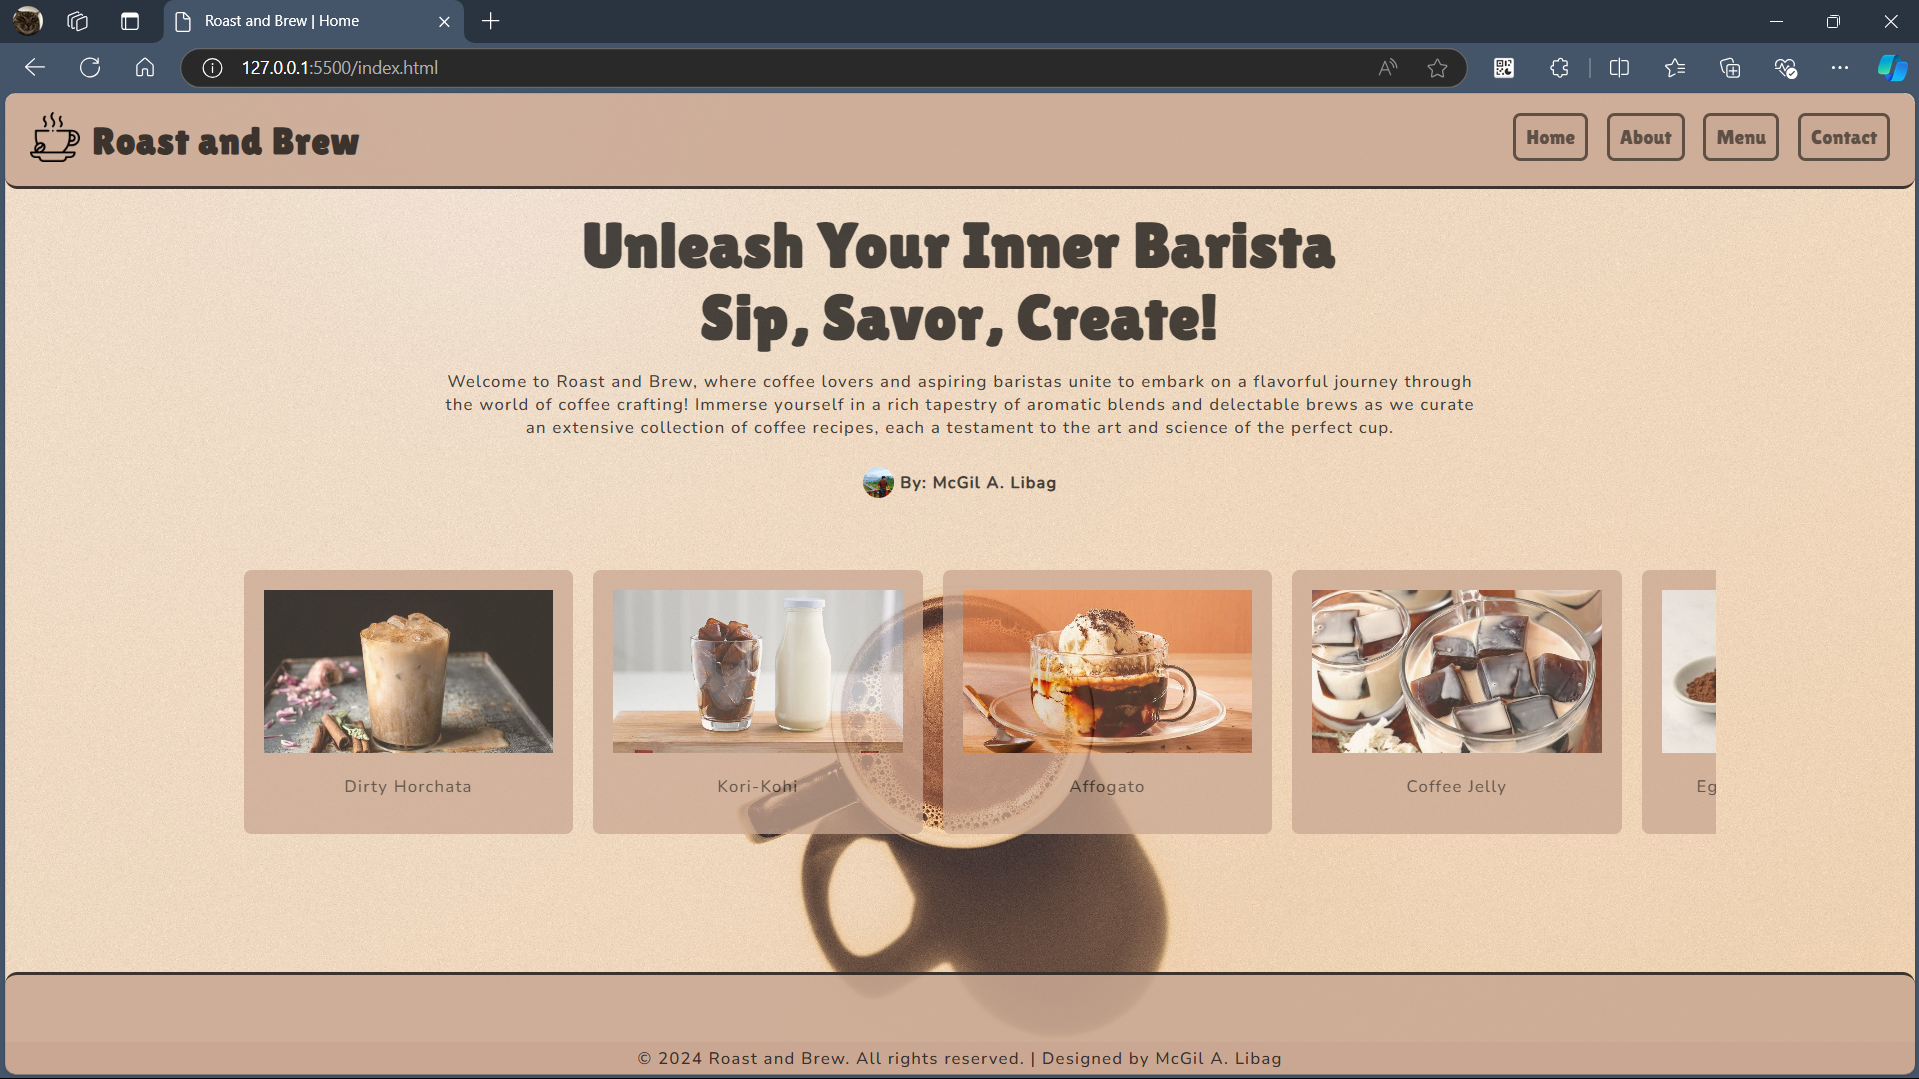 Roast and Brew | Home
127.0.0.1:5500/index.html
Roast and Brew
Home
About
Menu
Contact
Unleash Your Inner Barista
Sip, Savor, Create!
Welcome to Roast and Brew, where coffee lovers and aspiring baristas unite to embark on a flavorful journey through
the world of coffee crafting! Immerse yourself in a rich tapestry of aromatic blends and delectable brews as we curate
an extensive collection of coffee recipes, each a testament to the art and science of the perfect cup.
By: McGil A. Libag
Dirty Horchata
Kori-Kohi
Affogato
Coffee Jelly
Eg
© 2024 Roast and Brew. All rights reserved. | Designed by McGil A. Libag